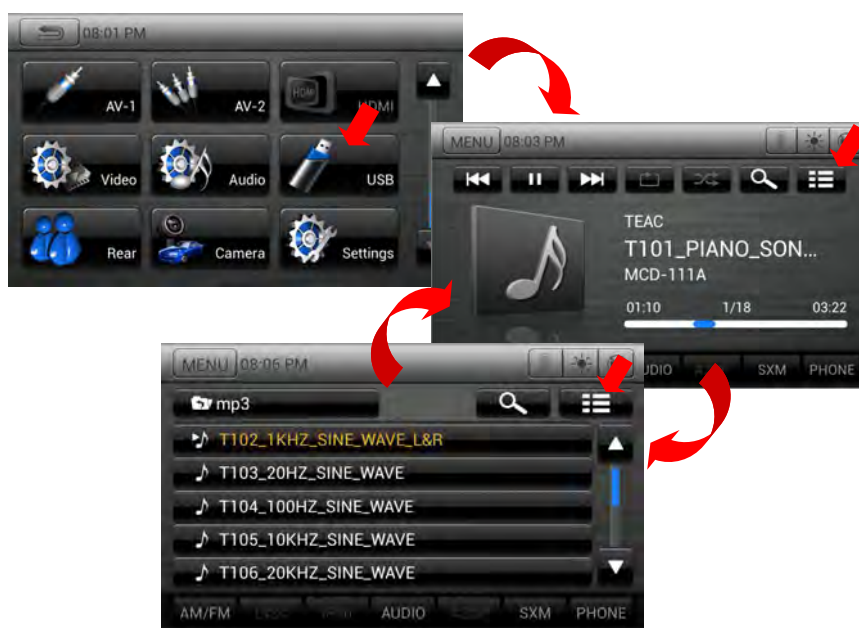 08:01 PM
AV-1
AV-2
HDMI
Video
Audio
USB
Rear
Camera
Settings
MENU 08:03 PM
TEAC
T101_PIANO_SON...
MCD-111A
01:10 1/18 03:22
SXM PHONE
MENU 08:06 PM
mp3
T102_1KHZ_SINE_WAVE_L&R
T103_20HZ_SINE_WAVE
T104_100HZ_SINE_WAVE
T105_10KHZ_SINE_WAVE
T106_20KHZ_SINE_WAVE
AM/FM AUDIO SXM PHONE